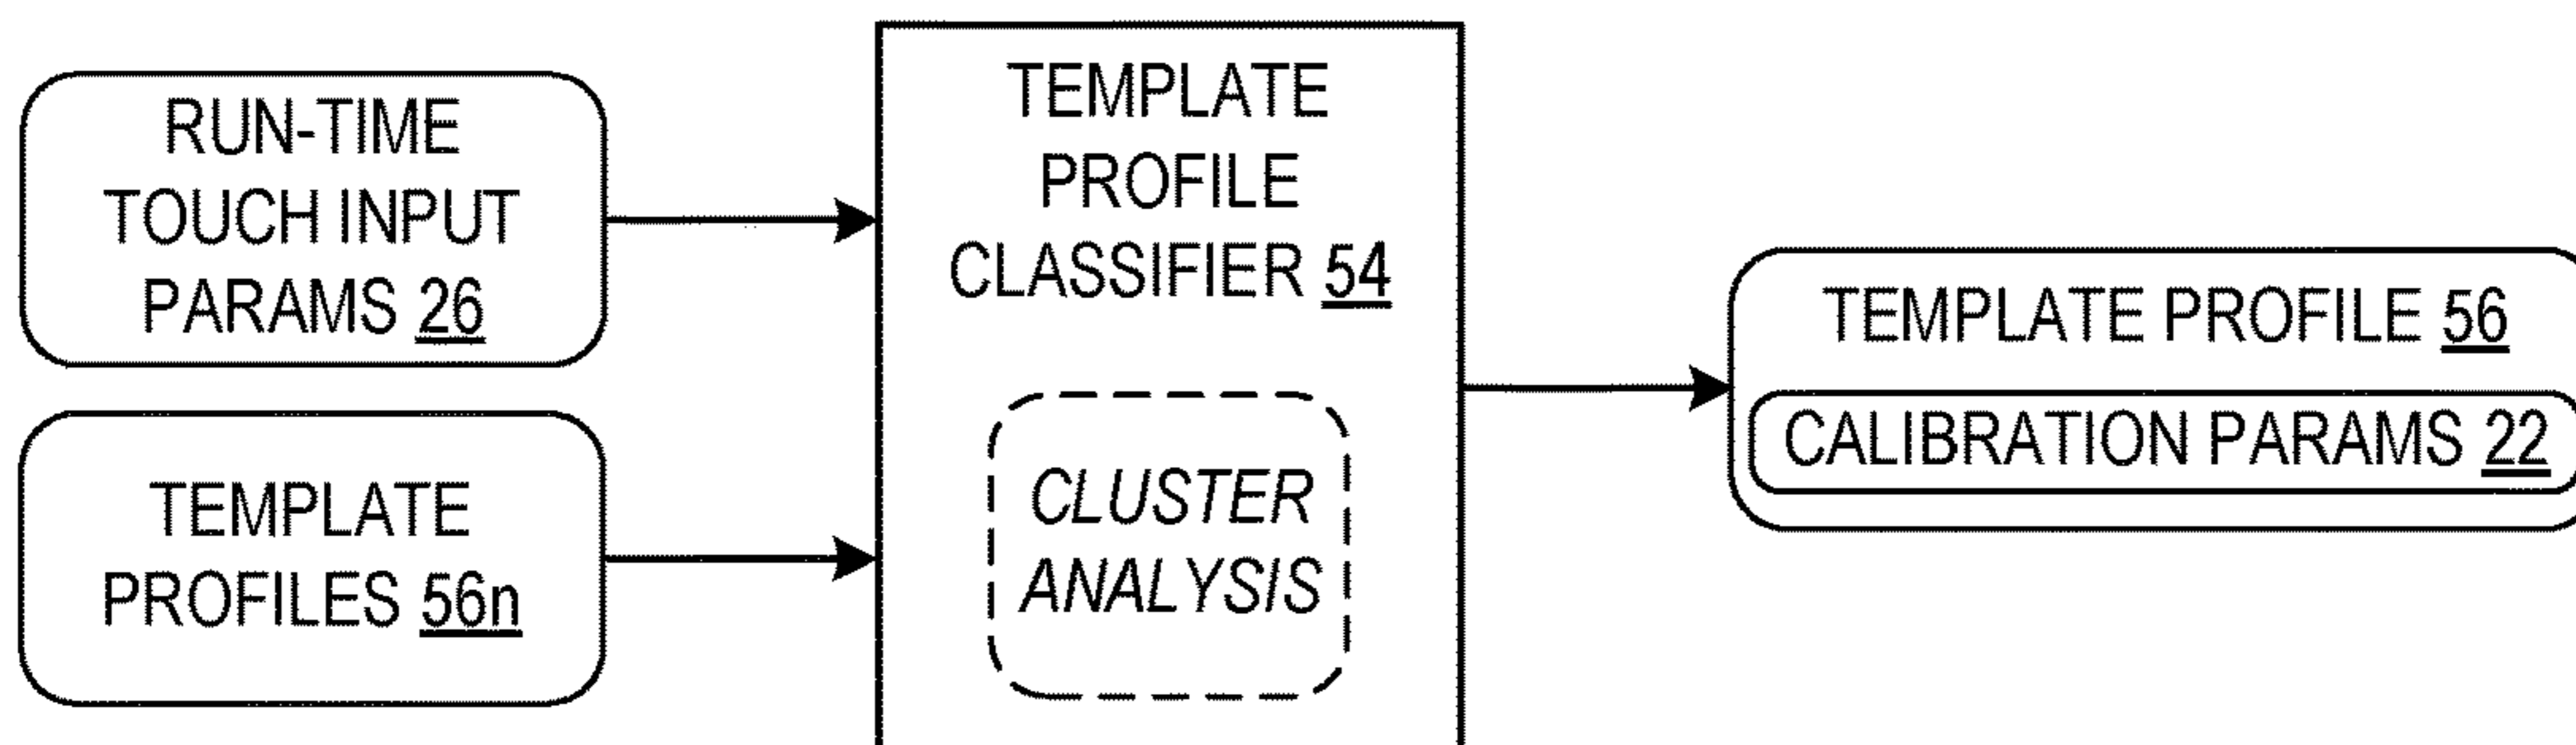 RUN-TIME
TOUCH INPUT
PARAMS 26
TEMPLATE
PROFILES 56n
TEMPLATE
PROFILE
CLASSIFIER 54
CLUSTER
ANALYSIS
TEMPLATE PROFILE 56
CALIBRATION PARAMS 22